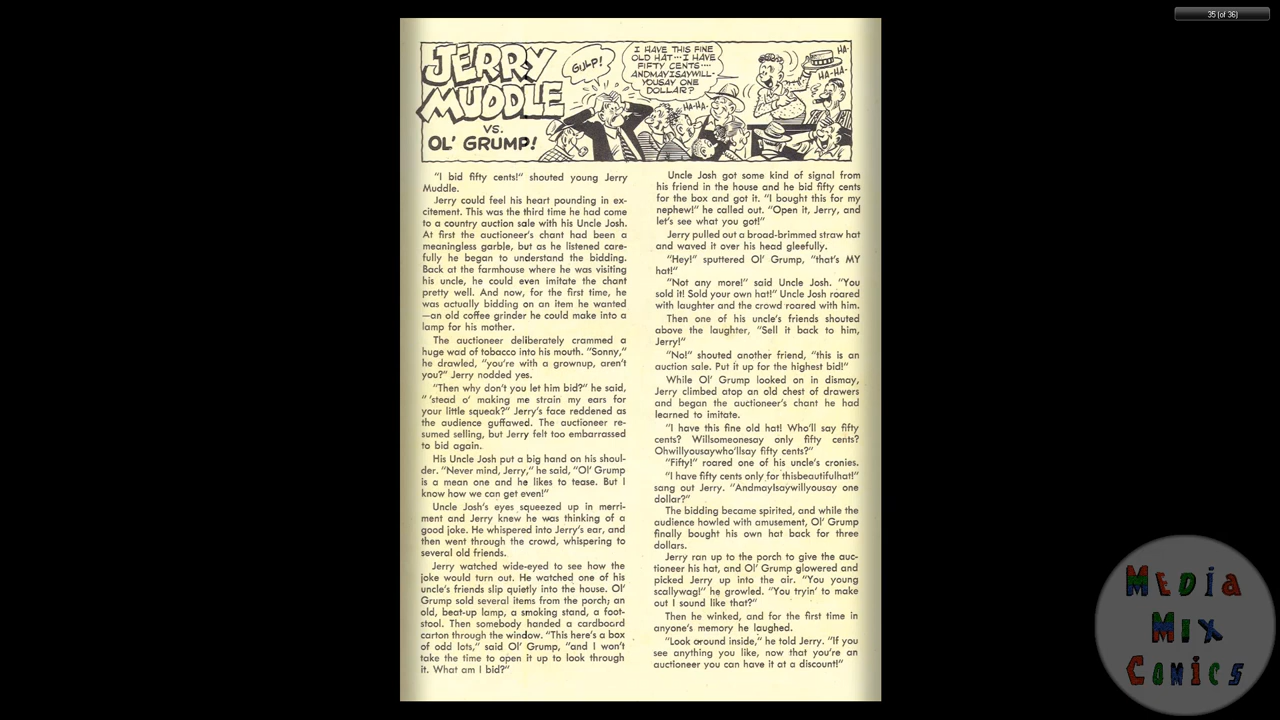 35 (of 36)
JERRY
MUDDLE
VS.
OL' GRUMP!
GULP!
I HAVE THIS FINE
OLD HAT---I HAVE
FIFTY CENTS----
ANDMAYISAYWILL-
YOUSAY ONE
DOLLAR?
HA-HA-
HA-
HA-HA-
"I bid fifty cents!" shouted young Jerry
Muddle.
Jerry could feel his heart pounding in ex-
citement. This was the third time he had come
to a country auction sale with his Uncle Josh.
At first the auctioneer's chant had been a
meaningless garble, but as he listened care-
fully he began to understand the bidding.
Back at the farmhouse where he was visiting
his uncle, he could even imitate the chant
pretty well. And now, for the first time, he
was actually bidding on an item he wanted
—an old coffee grinder he could make into a
lamp for his mother.
The auctioneer deliberately crammed a
huge wad of tobacco into his mouth. "Sonny,"
he drawled, "you're with a grownup, aren't
you?" Jerry nodded yes.
"Then why don't you let him bid?" he said,
" 'stead o' making me strain my ears for
your little squeak?" Jerry's face reddened as
the audience guffawed. The auctioneer re-
sumed selling, but Jerry felt too embarrassed
to bid again.
His Uncle Josh put a big hand on his shoul-
der. "Never mind, Jerry," he said, "Ol' Grump
is a mean one and he likes to tease. But I
know how we can get even!"
Uncle Josh's eyes squeezed up in merri-
ment and Jerry knew he was thinking of a
good joke. He whispered into Jerry's ear, and
then went through the crowd, whispering to
several old friends.
Jerry watched wide-eyed to see how the
joke would turn out. He watched one of his
uncle's friends slip quietly into the house. Ol'
Grump sold several items from the porch; an
old, beat-up lamp, a smoking stand, a foot-
stool. Then somebody handed a cardboard
carton through the window. "This here's a box
of odd lots," said Ol' Grump, "and I won't
take the time to open it up to look through
it. What am I bid?"
Uncle Josh got some kind of signal from
his friend in the house and he bid fifty cents
for the box and got it. "I bought this for my
nephew!" he called out. "Open it, Jerry, and
let's see what you got!"
Jerry pulled out a broad-brimmed straw hat
and waved it over his head gleefully.
"Hey!" sputtered Ol' Grump, "that's MY
hat!"
"Not any more!" said Uncle Josh. "You
sold it! Sold your own hat!" Uncle Josh roared
with laughter and the crowd roared with him.
Then one of his uncle's friends shouted
above the laughter, "Sell it back to him,
Jerry!"
"No!" shouted another friend, "this is an
auction sale. Put it up for the highest bid!"
While Ol' Grump looked on in dismay,
Jerry climbed atop an old chest of drawers
and began the auctioneer's chant he had
learned to imitate.
"I have this fine old hat! Who'll say fifty
cents? Willsomeonesay only fifty cents?
Ohwillyousaywho'llsay fifty cents?"
"Fifty!" roared one of his uncle's cronies.
"I have fifty cents only for thisbeautifulhat!"
sang out Jerry. "AndmayIsaywillyousay one
dollar?"
The bidding became spirited, and while the
audience howled with amusement, Ol' Grump
finally bought his own hat back for three
dollars.
Jerry ran up to the porch to give the auc-
tioneer his hat, and Ol' Grump glowered and
picked Jerry up into the air. "You young
scallywag!" he growled. "You tryin' to make
out I sound like that?"
Then he winked, and for the first time in
anyone's memory he laughed.
"Look around inside," he told Jerry. "If you
see anything you like, now that you're an
auctioneer you can have it at a discount!"
MEDiA
MiX
COMiCS